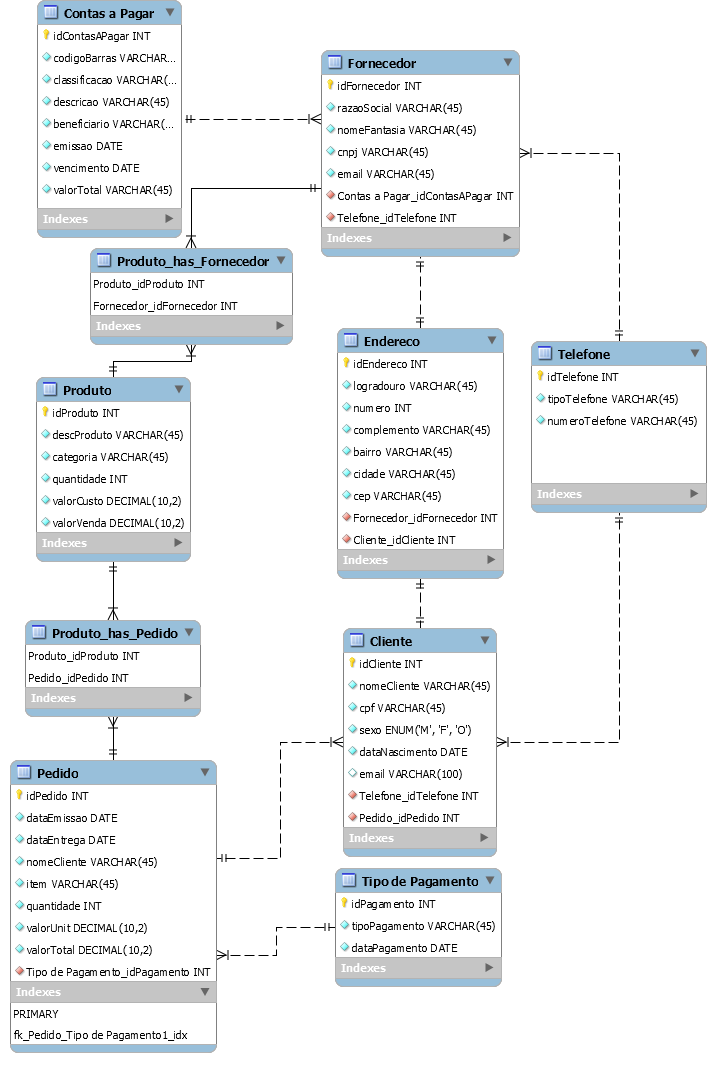 Contas a Pagar
idContasAPagar INT
codigoBarras VARCHAR...
classificacao VARCHAR(...
descricao VARCHAR(45)
beneficiario VARCHAR(...
emissao DATE
vencimento DATE
valorTotal VARCHAR(45)
Indexes
Fornecedor
idFornecedor INT
razaoSocial VARCHAR(45)
nomeFantasia VARCHAR(45)
cnpj VARCHAR(45)
email VARCHAR(45)
Contas a Pagar_idContasAPagar INT
Telefone_idTelefone INT
Indexes
Produto_has_Fornecedor
Produto_idProduto INT
Fornecedor_idFornecedor INT
Indexes
Endereco
idEndereco INT
logradouro VARCHAR(45)
numero INT
complemento VARCHAR(45)
bairro VARCHAR(45)
cidade VARCHAR(45)
cep VARCHAR(45)
Fornecedor_idFornecedor INT
Cliente_idCliente INT
Indexes
Telefone
idTelefone INT
tipoTelefone VARCHAR(45)
numeroTelefone VARCHAR(45)
Indexes
Produto
idProduto INT
descProduto VARCHAR(45)
categoria VARCHAR(45)
quantidade INT
valorCusto DECIMAL(10,2)
valorVenda DECIMAL(10,2)
Indexes
Produto_has_Pedido
Produto_idProduto INT
Pedido_idPedido INT
Indexes
Cliente
idCliente INT
nomeCliente VARCHAR(45)
cpf VARCHAR(45)
sexo ENUM('M', 'F', 'O')
dataNascimento DATE
email VARCHAR(100)
Telefone_idTelefone INT
Pedido_idPedido INT
Indexes
Pedido
idPedido INT
dataEmissao DATE
dataEntrega DATE
nomeCliente VARCHAR(45)
item VARCHAR(45)
quantidade INT
valorUnit DECIMAL(10,2)
valorTotal DECIMAL(10,2)
Tipo de Pagamento_idPagamento INT
Indexes
PRIMARY
fk_Pedido_Tipo de Pagamento1_idx
Tipo de Pagamento
idPagamento INT
tipoPagamento VARCHAR(45)
dataPagamento DATE
Indexes